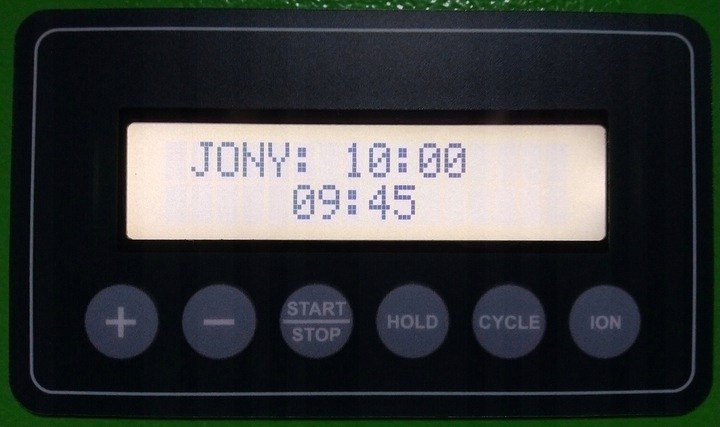 JONY: 10:00
09:45
+
−
START
STOP
HOLD
CYCLE
ION